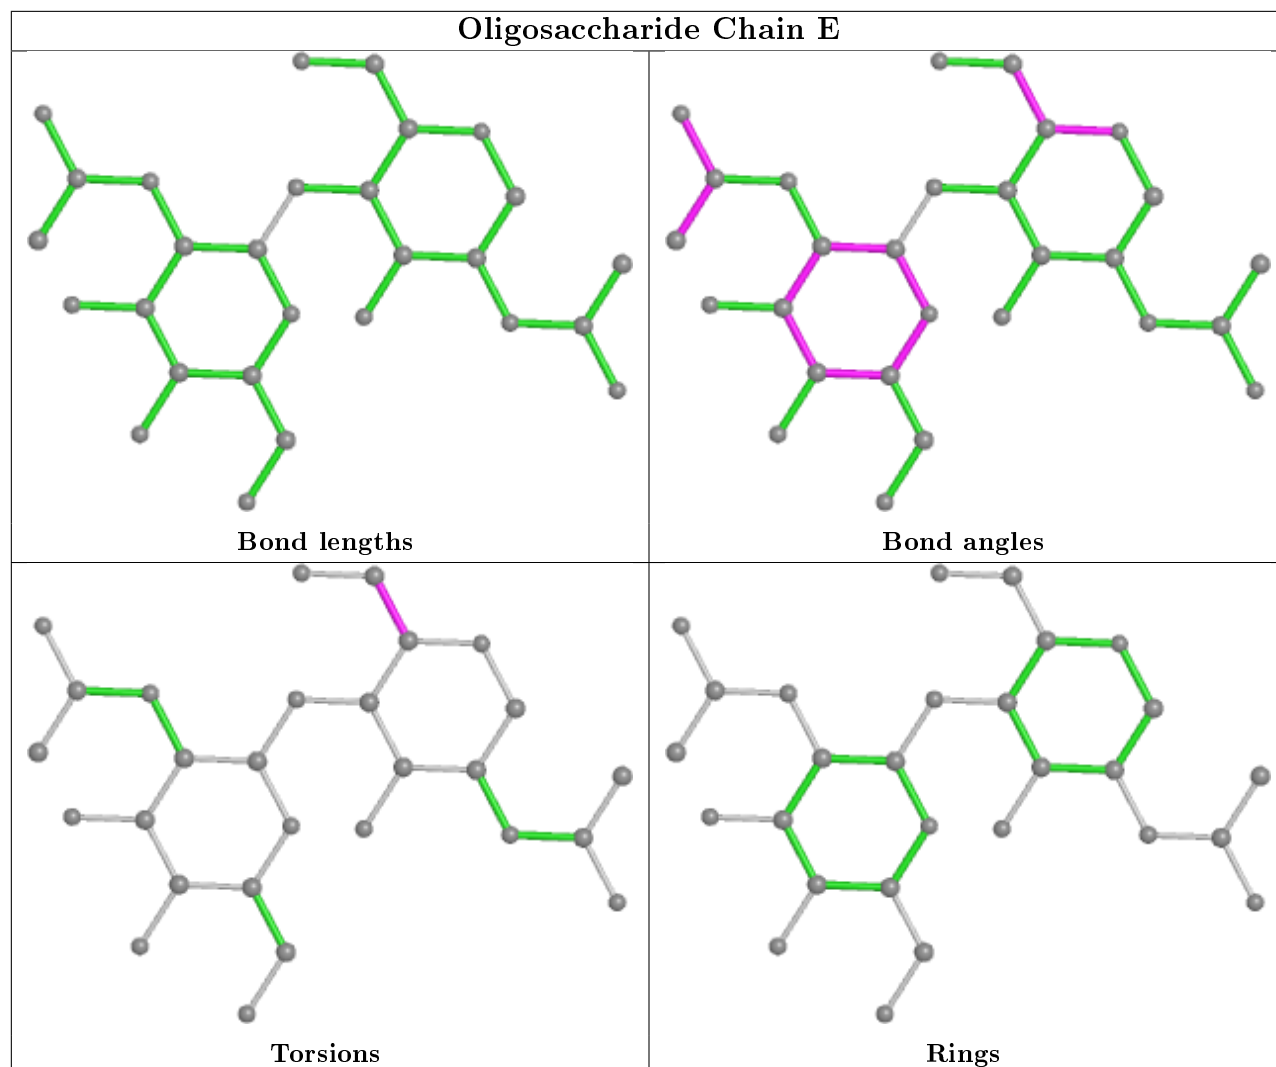 Oligosaccharide Chain E
Bond lengths
Bond angles
Torsions
Rings